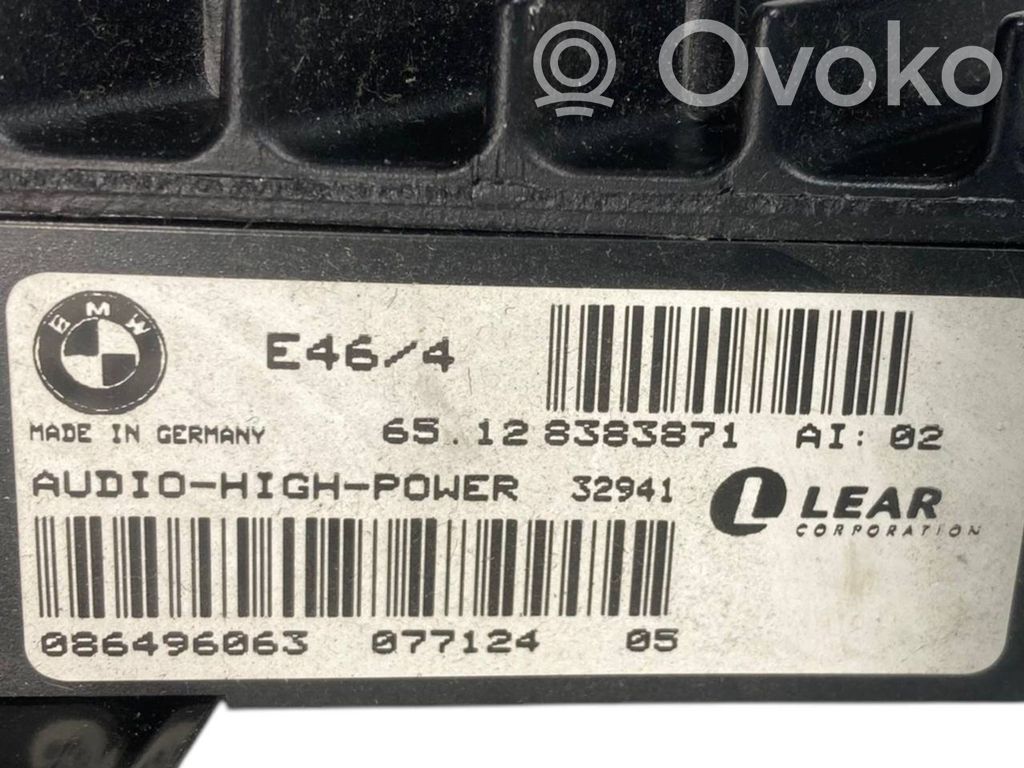 Ovoko
BMW
E46/4
MADE IN GERMANY
65.12 8383871 AI: 02
AUDIO-HIGH-POWER 32941
LEAR
CORPORATION
086496063 077124 05